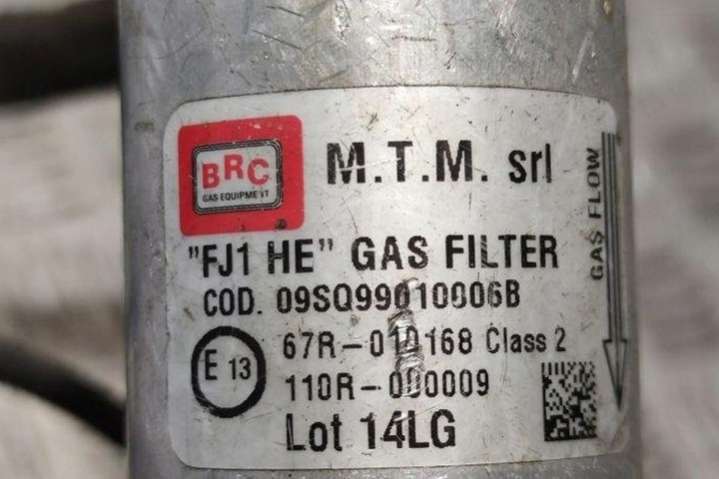 BRC
GAS EQUIPMENT
M.T.M. srl
GAS FLOW
"FJ1 HE" GAS FILTER
COD. 09SQ99010006B
E 13
67R-010168 Class 2
110R-000009
Lot 14LG